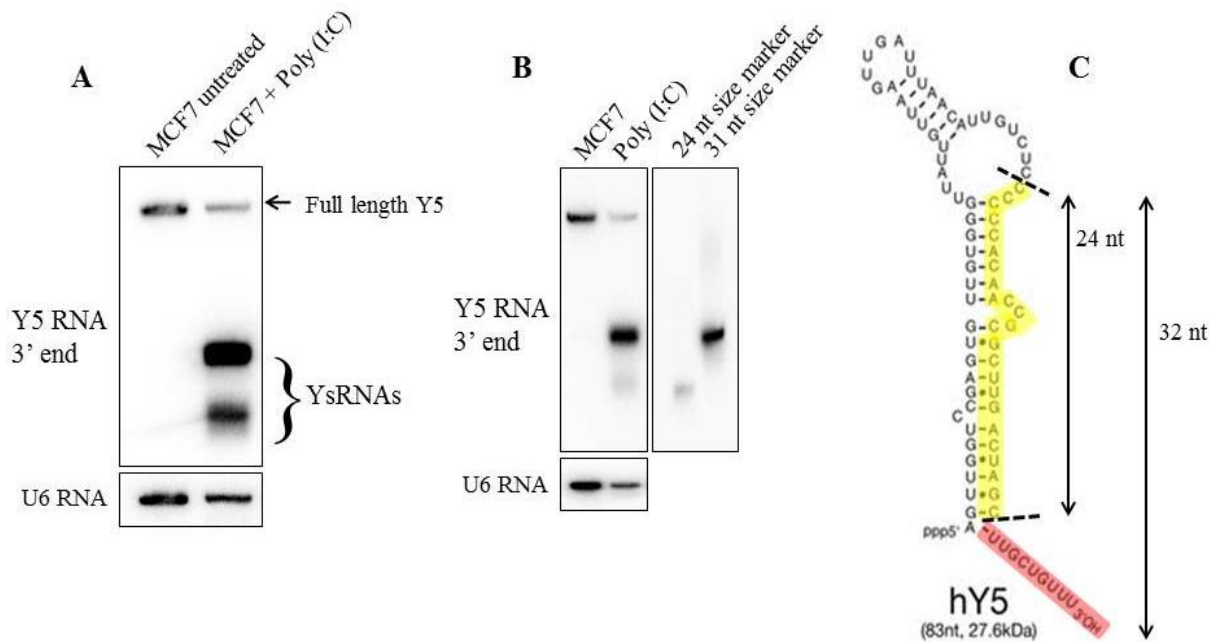 A
MCF7 untreated
MCF7 + Poly (I:C)
Full length Y5
Y5 RNA
3’ end
YsRNAs
U6 RNA
B
MCF7
Poly (I:C)
24 nt size marker
31 nt size marker
Y5 RNA
3’ end
U6 RNA
C
ppp5'
AGUUGGUCCGAGUGUUGUGGGUUAUUGUUAAGUUGAUUUAACAUUGUCUCCCCCCACAACCGCGCUUGACUAGC
UUGCUGUUU 3'OH
24 nt
32 nt
hY5
(83nt, 27.6kDa)